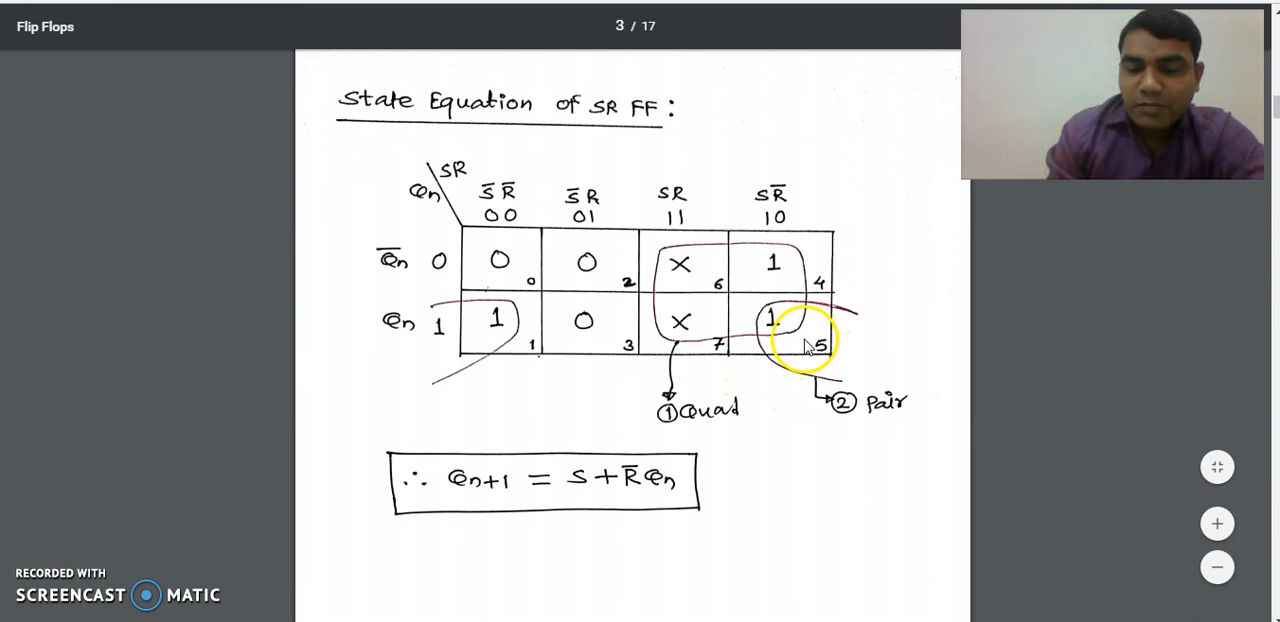 Flip Flops
3 / 17
State Equation of SR FF :
SR
Qn
S̅ R̅
S̅ R
SR
SR̅
00
01
11
10
Q̅n 0
0
0
0
2
X
6
1
4
Qn 1
1
1
0
3
X
7
1
5
① Quad
② Pair
∴ Qn+1 = S + R̅Qn
RECORDED WITH
SCREENCAST MATIC